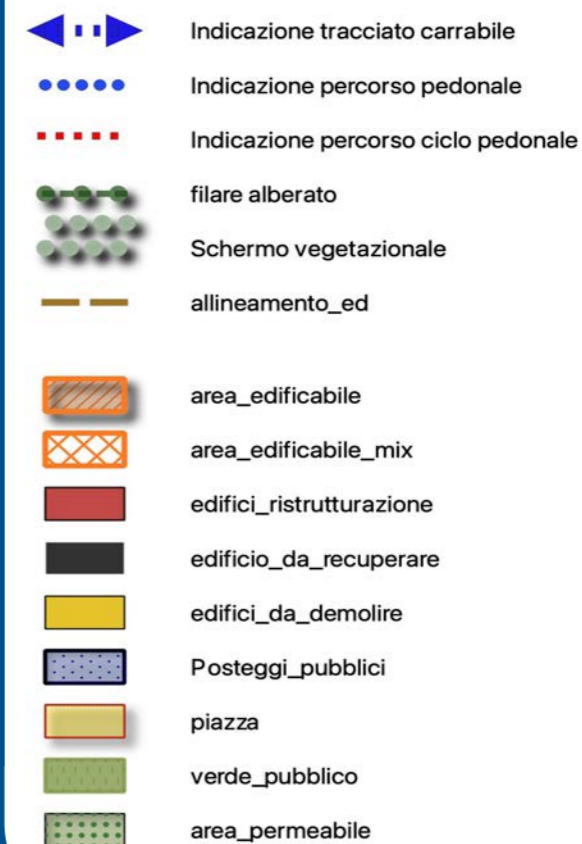 Indicazione tracciato carrabile
Indicazione percorso pedonale
Indicazione percorso ciclo pedonale
filare alberato
Schermo vegetazionale
allineamento_ed
area_edificabile
area_edificabile_mix
edifici_ristrutturazione
edificio_da_recuperare
edifici_da_demolire
Posteggi_pubblici
piazza
verde_pubblico
area_permeabile